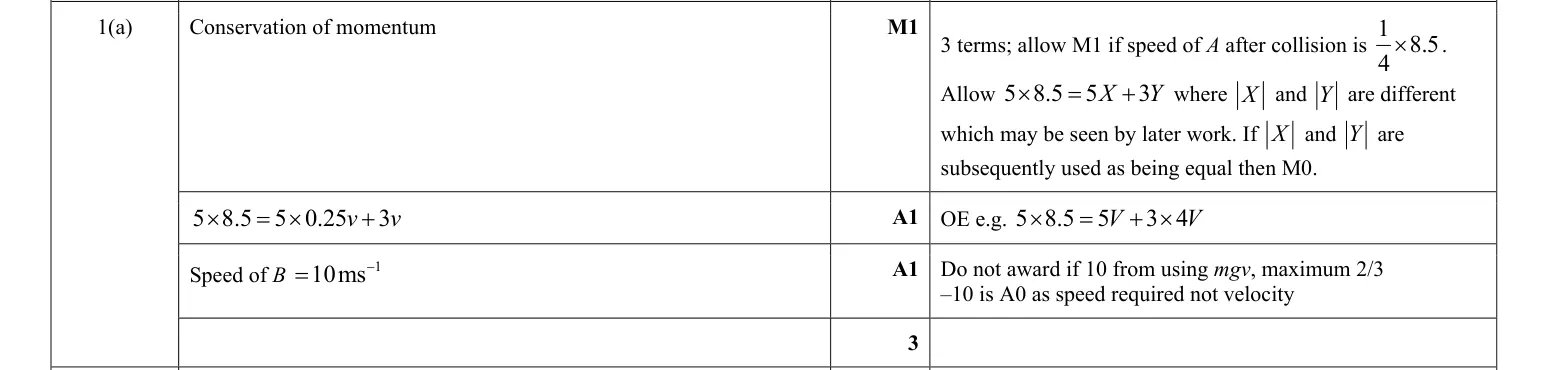 1(a) Conservation of momentum M1 3 terms; allow M1 if speed of A after collision is 1/4 × 8.5.
Allow 5×8.5 = 5X + 3Y where |X| and |Y| are different
which may be seen by later work. If |X| and |Y| are
subsequently used as being equal then M0.
5×8.5 = 5×0.25v + 3v A1 OE e.g. 5×8.5 = 5V + 3×4V
Speed of B = 10 ms⁻¹ A1 Do not award if 10 from using mgv, maximum 2/3
–10 is A0 as speed required not velocity
3